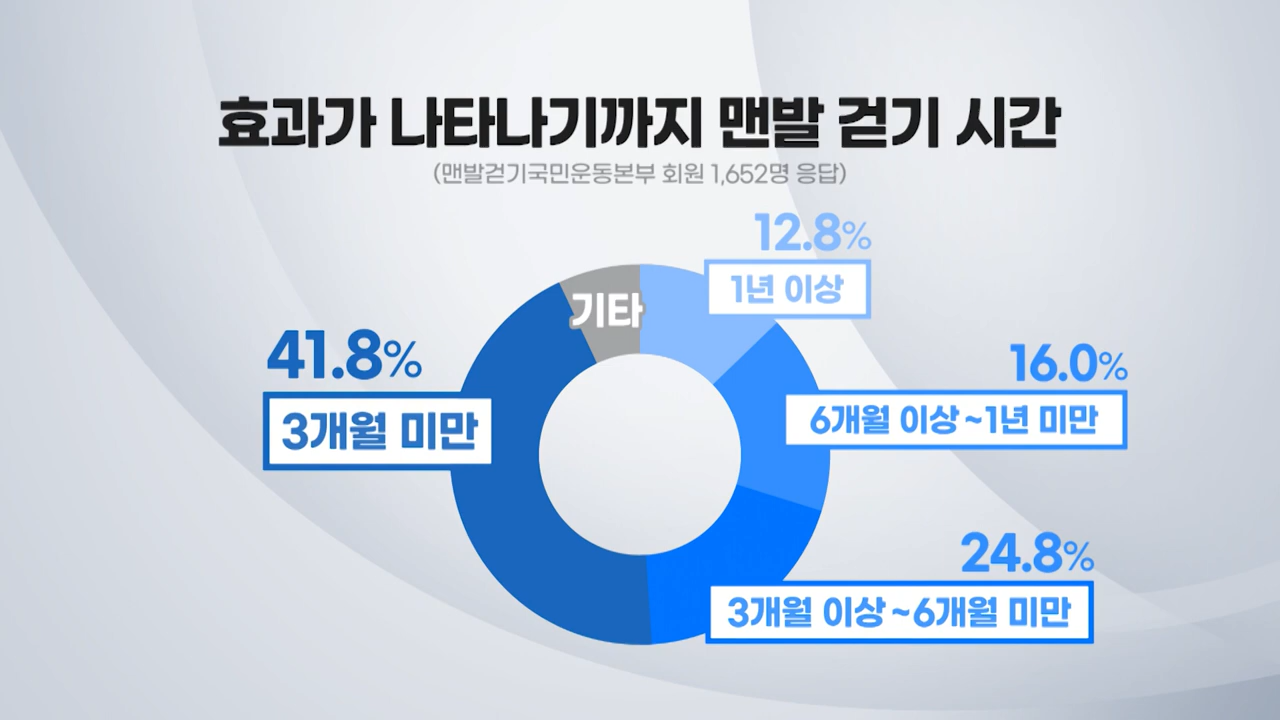 효과가 나타나기까지 맨발 걷기 시간
(맨발걷기국민운동본부 회원 1,652명 응답)
12.8%
1년 이상
기타
41.8%
3개월 미만
16.0%
6개월 이상~1년 미만
24.8%
3개월 이상~6개월 미만